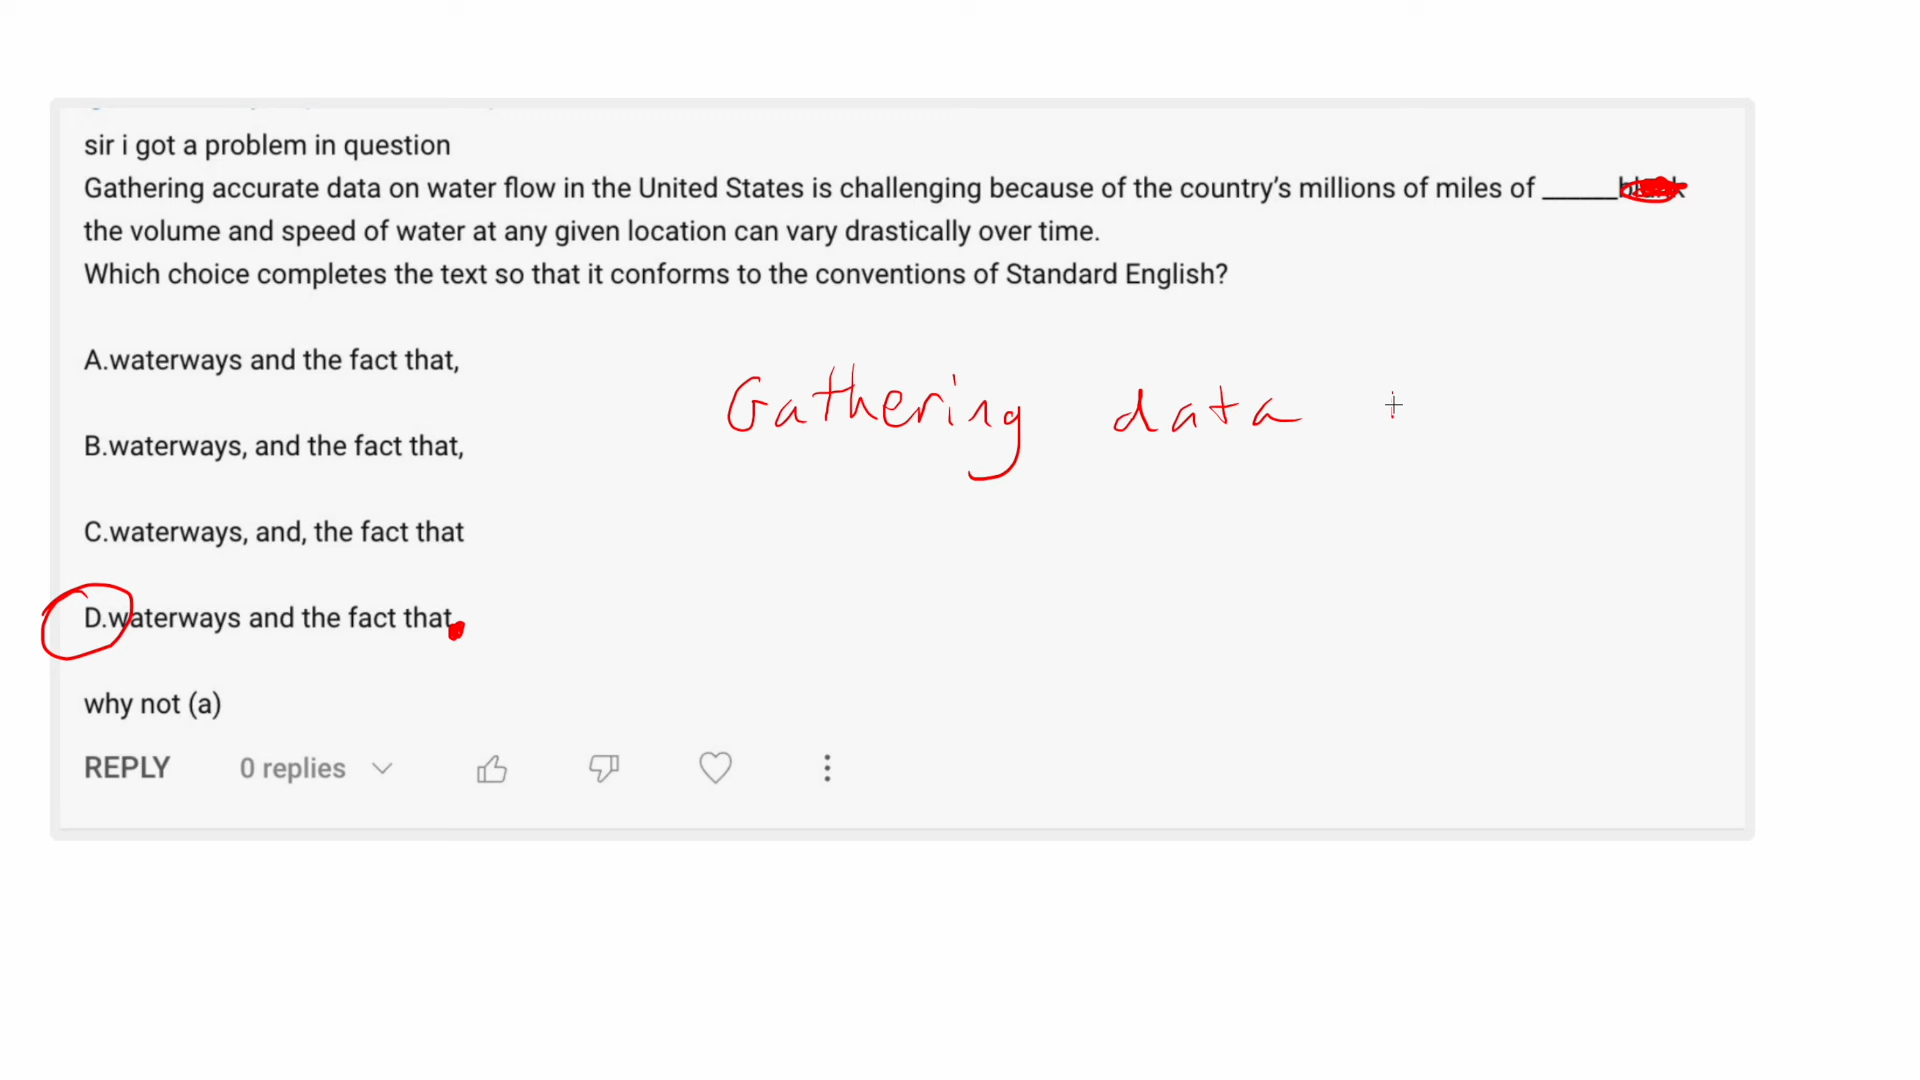 sir i got a problem in question
Gathering accurate data on water flow in the United States is challenging because of the country's millions of miles of _____
the volume and speed of water at any given location can vary drastically over time.
Which choice completes the text so that it conforms to the conventions of Standard English?
A.waterways and the fact that,
Gathering data
B.waterways, and the fact that,
C.waterways, and, the fact that
D.waterways and the fact that
why not (a)
REPLY 0 replies